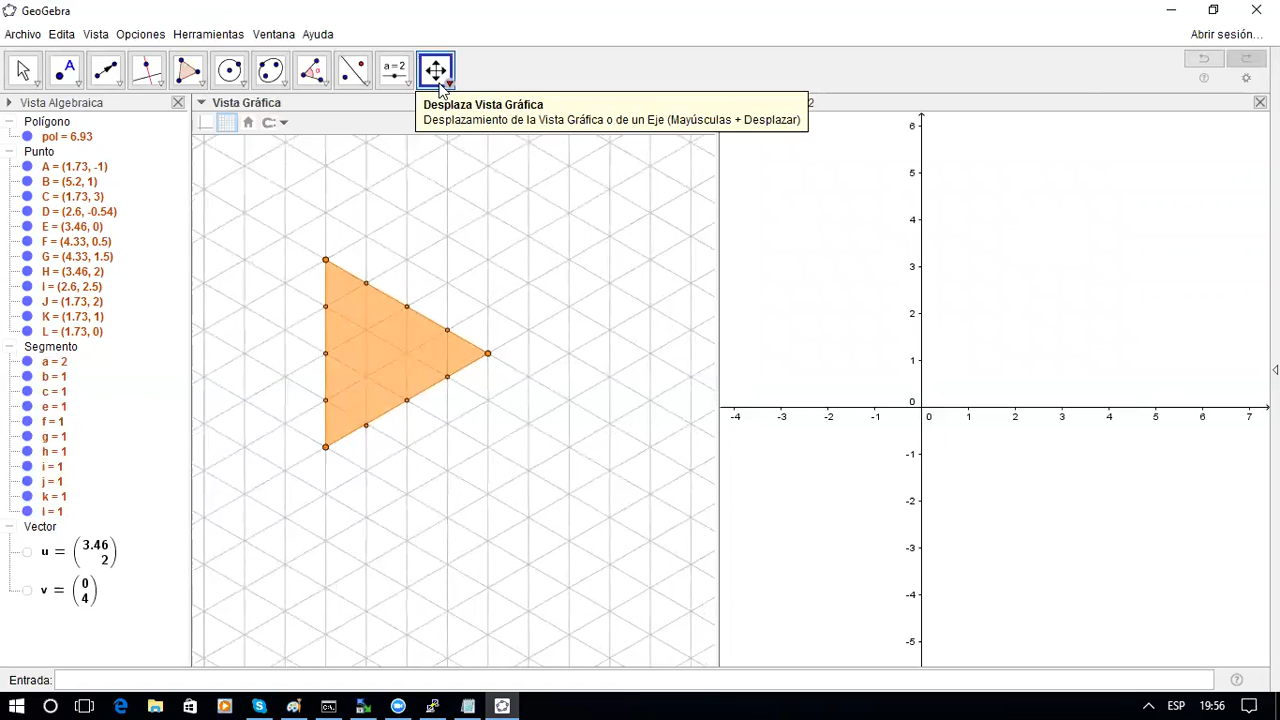 GeoGebra
Archivo Edita Vista Opciones Herramientas Ventana Ayuda
Abrir sesión...
A
a=2
Desplaza Vista Gráfica
Desplazamiento de la Vista Gráfica o de un Eje (Mayúsculas + Desplazar)
Vista Algebraica
Vista Gráfica
2
Polígono
pol = 6.93
Punto
A = (1.73, -1)
B = (5.2, 1)
C = (1.73, 3)
D = (2.6, -0.54)
E = (3.46, 0)
F = (4.33, 0.5)
G = (4.33, 1.5)
H = (3.46, 2)
I = (2.6, 2.5)
J = (1.73, 2)
K = (1.73, 1)
L = (1.73, 0)
Segmento
a = 2
b = 1
c = 1
e = 1
f = 1
g = 1
h = 1
i = 1
j = 1
k = 1
l = 1
Vector
u = (3.46
2)
v = (0
4)
6
5
4
3
2
1
0
-4 -3 -2 -1 0 1 2 3 4 5 6 7
-1
-2
-3
-4
-5
Entrada:
ESP 19:56